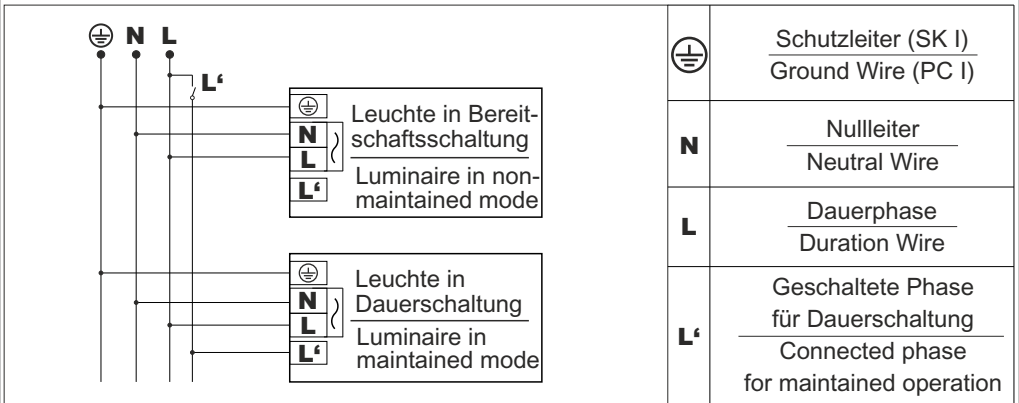 N L
L‘
Leuchte in Bereit-
schaftsschaltung
Luminaire in non-
maintained mode
N
L
L‘
Leuchte in
Dauerschaltung
Luminaire in
maintained mode
N
L
L‘
Schutzleiter (SK I)
Ground Wire (PC I)
N
Nullleiter
Neutral Wire
L
Dauerphase
Duration Wire
L‘
Geschaltete Phase
für Dauerschaltung
Connected phase
for maintained operation